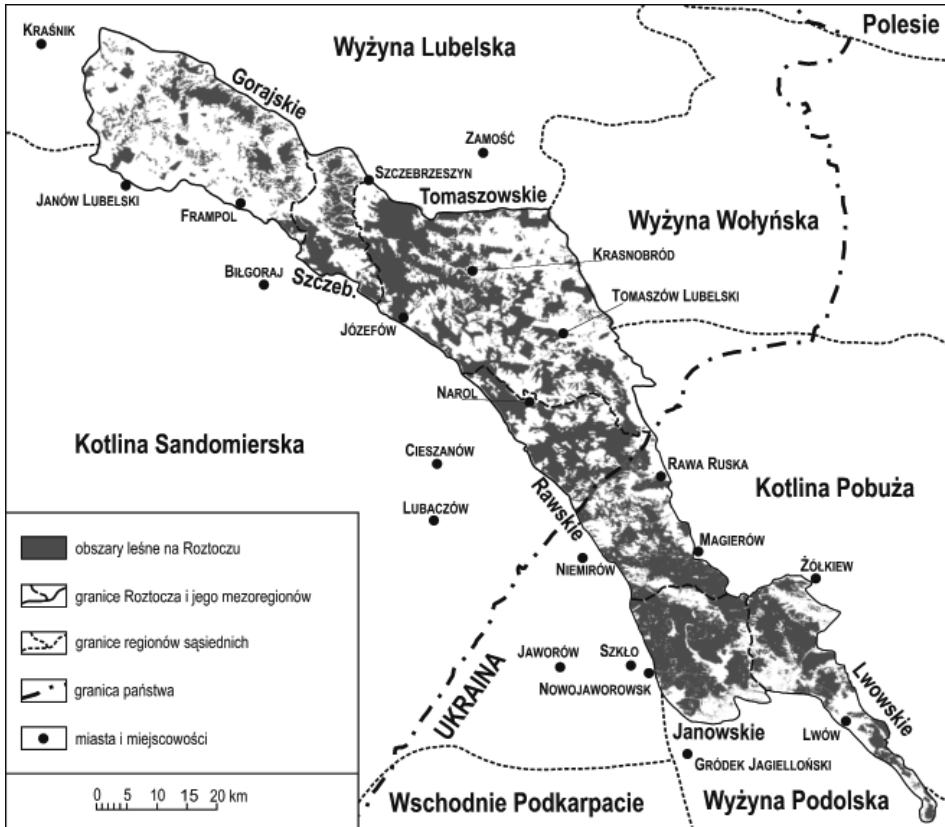 Polesie
KRAŚNIK
Wyżyna Lubelska
Gorajskie
ZAMOŚĆ
SZCZEBRZESZYN
JANÓW LUBELSKI
Tomaszowskie
FRAMPOL
Wyżyna Wołyńska
KRASNOBRÓD
BIŁGORAJ
Szczeb.
TOMASZÓW LUBELSKI
JÓZEFÓW
NAROL
Kotlina Sandomierska
CIESZANÓW
RAWA RUSKA
Kotlina Pobuża
LUBACZÓW
Rawskie
MAGIERÓW
NIEMIRÓW
ŻÓŁKIEW
obszary leśne na Roztoczu
granice Roztocza i jego mezoregionów
granice regionów sąsiednich
granica państwa
miasta i miejscowości
0 5 10 15 20 km
UKRAINA
JAWORÓW
SZKŁO
NOWOJAWOROWSK
Janowskie
Lwowskie
LWÓW
GRÓDEK JAGIELLOŃSKI
Wschodnie Podkarpacie
Wyżyna Podolska